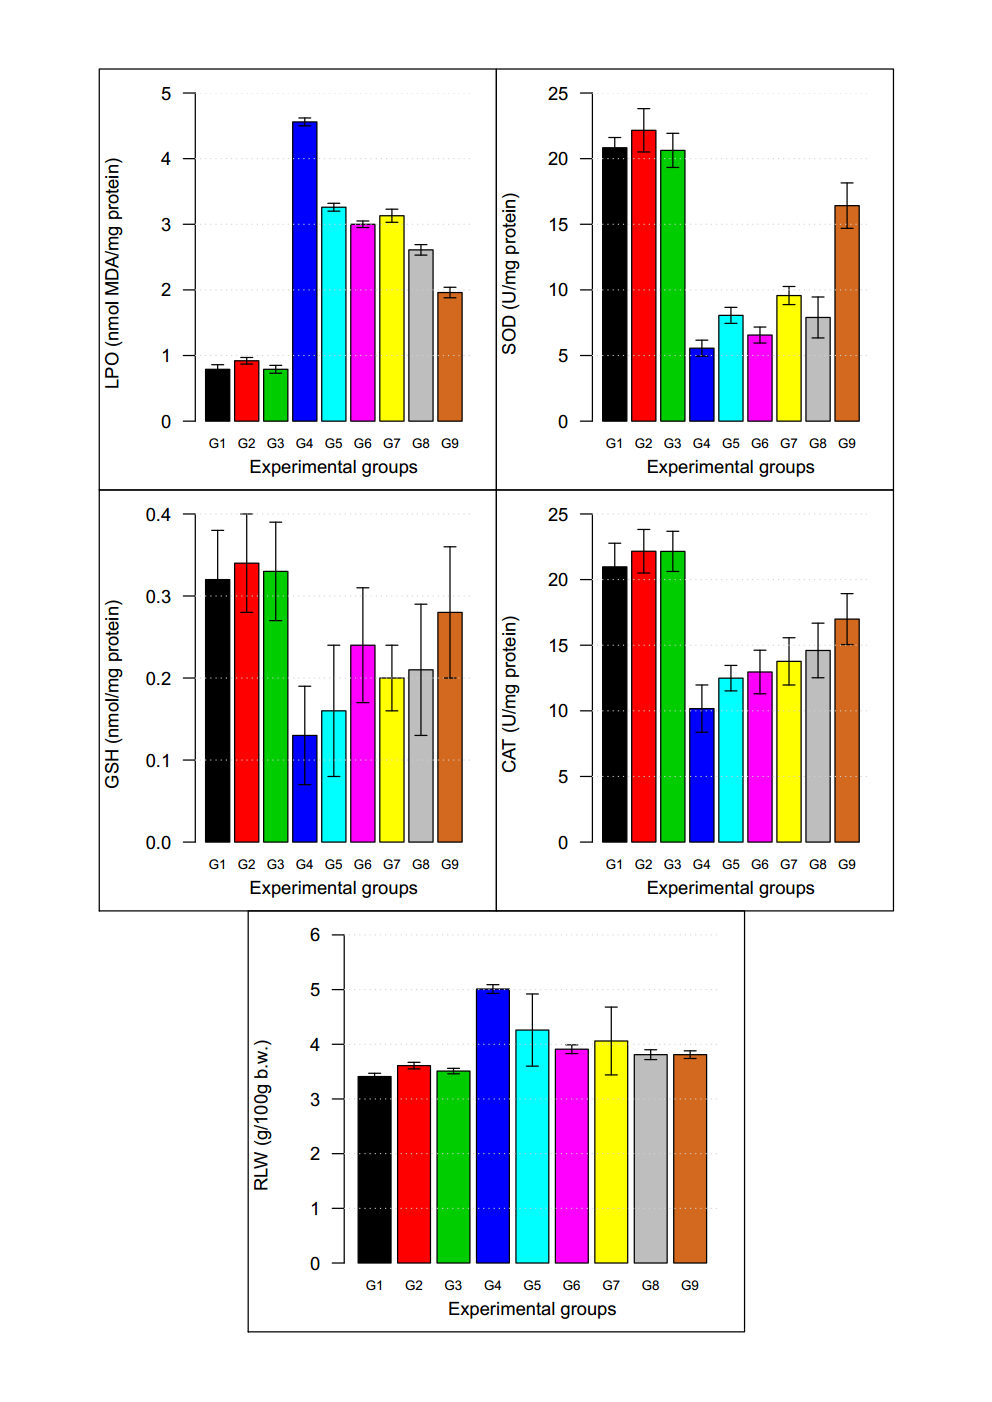 LPO (nmol MDA/mg protein)
5
4
3
2
1
0
G1 G2 G3 G4 G5 G6 G7 G8 G9
Experimental groups
SOD (U/mg protein)
25
20
15
10
5
0
G1 G2 G3 G4 G5 G6 G7 G8 G9
Experimental groups
GSH (nmol/mg protein)
0.4
0.3
0.2
0.1
0.0
G1 G2 G3 G4 G5 G6 G7 G8 G9
Experimental groups
CAT (U/mg protein)
25
20
15
10
5
0
G1 G2 G3 G4 G5 G6 G7 G8 G9
Experimental groups
RLW (g/100g b.w.)
6
5
4
3
2
1
0
G1 G2 G3 G4 G5 G6 G7 G8 G9
Experimental groups